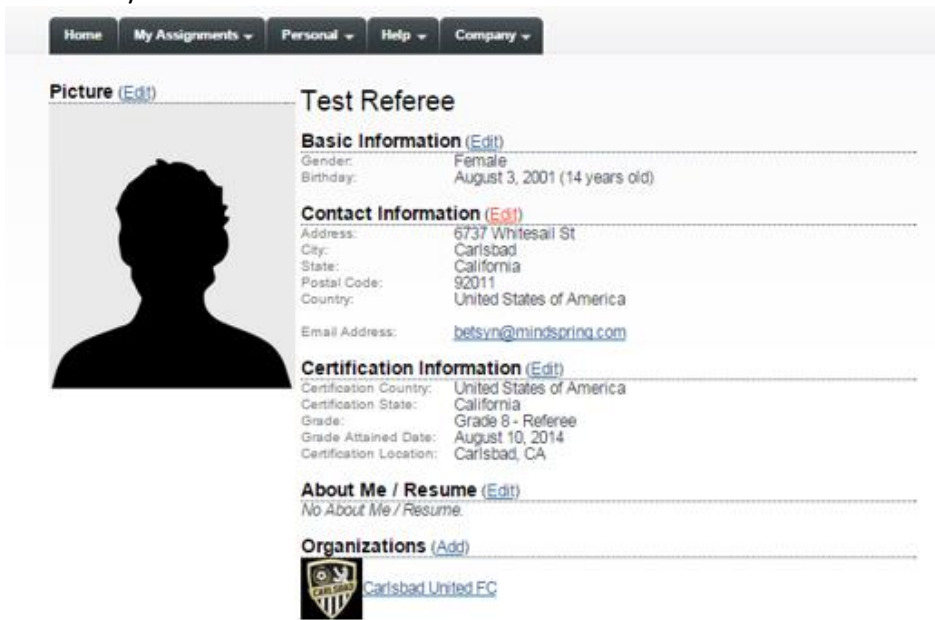 Home My Assignments Personal Help Company
Picture (Edit)
Test Referee
Basic Information (Edit)
Gender: Female
Birthday: August 3, 2001 (14 years old)
Contact Information (Edit)
Address: 6737 Whitesail St
City: Carlsbad
State: California
Postal Code: 92011
Country: United States of America
Email Address: betsyn@mindspring.com
Certification Information (Edit)
Certification Country: United States of America
Certification State: California
Grade: Grade 8 - Referee
Grade Attained Date: August 10, 2014
Certification Location: Carlsbad, CA
About Me / Resume (Edit)
No About Me / Resume.
Organizations (Add)
CARLSBAD
Carlsbad United FC